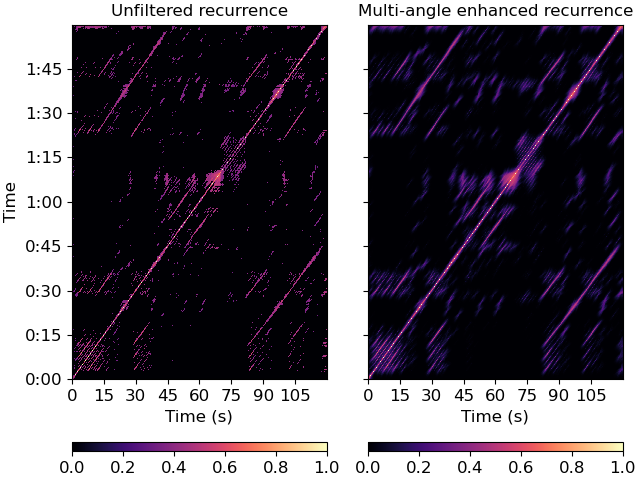 Unfiltered recurrence
Multi-angle enhanced recurrence
Time
1:45
1:30
1:15
1:00
0:45
0:30
0:15
0:00
0 15 30 45 60 75 90 105
0 15 30 45 60 75 90 105
Time (s)
Time (s)
0.0 0.2 0.4 0.6 0.8 1.0
0.0 0.2 0.4 0.6 0.8 1.0